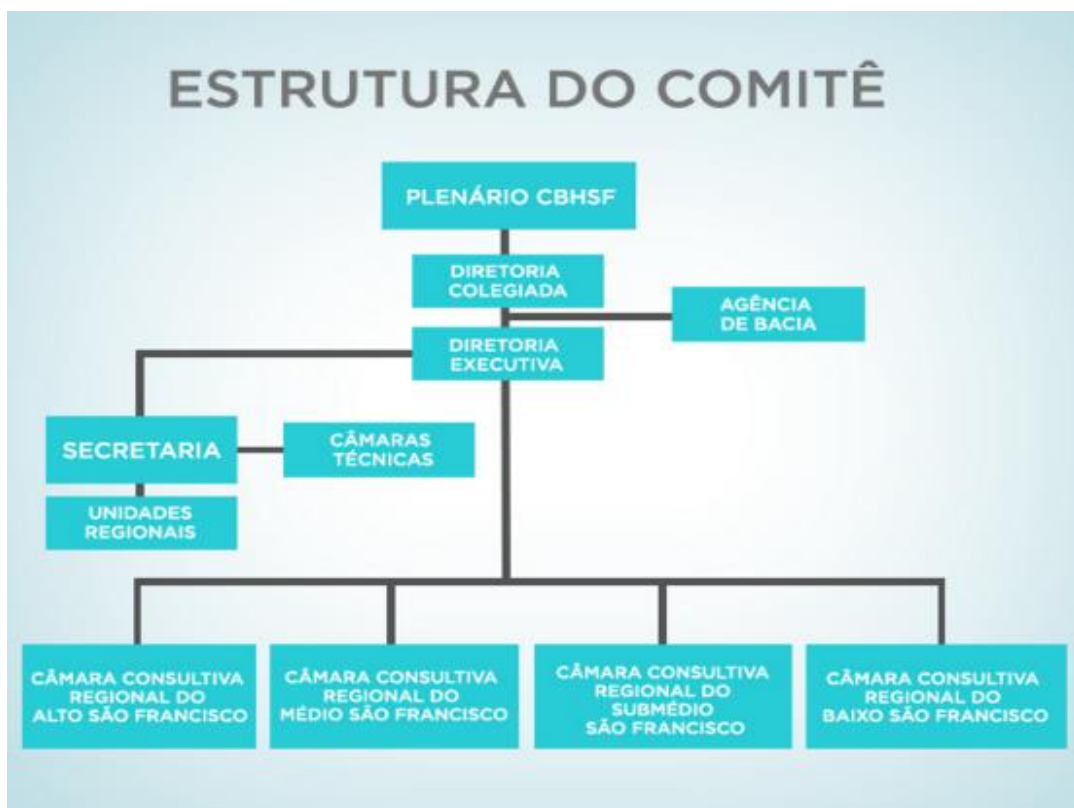 ESTRUTURA DO COMITÊ
PLENÁRIO CBHSF
DIRETORIA
COLEGIADA
AGÊNCIA
DE BACIA
DIRETORIA
EXECUTIVA
SECRETARIA
CÂMARAS
TÉCNICAS
UNIDADES
REGIONAIS
CÂMARA CONSULTIVA
REGIONAL DO
ALTO SÃO FRANCISCO
CÂMARA CONSULTIVA
REGIONAL DO
MÉDIO SÃO FRANCISCO
CÂMARA CONSULTIVA
REGIONAL DO
SUBMÉDIO
SÃO FRANCISCO
CÂMARA CONSULTIVA
REGIONAL DO
BAIXO SÃO FRANCISCO